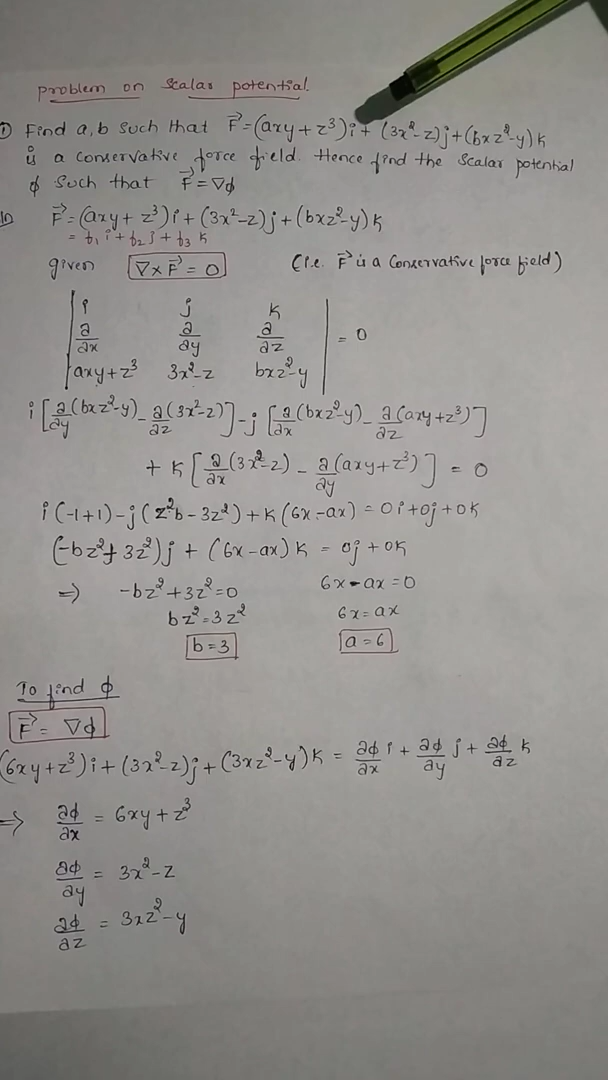 problem on scalar potential.
① Find a, b such that F⃗=(axy+z³)i+(3x²-z)j+(bxz²-y)k
is a conservative force field. Hence find the scalar potential
ϕ such that F⃗=∇ϕ
F⃗=(axy+z³)i+(3x²-z)j+(bxz²-y)k
= f₁ i + f₂ j + f₃ k
given ∇×F⃗=0 (i.e. F⃗ is a conservative force field)
| i j k |
| ∂/∂x ∂/∂y ∂/∂z | = 0
| axy+z³ 3x²-z bxz²-y |
i[∂/∂y(bxz²-y)-∂/∂z(3x²-z)]-j[∂/∂x(bxz²-y)-∂/∂z(axy+z³)]
+k[∂/∂x(3x²-z)-∂/∂y(axy+z³)]=0
i(-1+1)-j(z²b-3z²)+k(6x-ax)=0i+0j+0k
(-bz²+3z²)j+(6x-ax)k=0j+0k
⇒ -bz²+3z²=0 6x-ax=0
bz²=3z² 6x=ax
b=3 a=6
To find ϕ
F⃗=∇ϕ
(6xy+z³)i+(3x²-z)j+(3xz²-y)k=∂ϕ/∂x i+∂ϕ/∂y j+∂ϕ/∂z k
⇒ ∂ϕ/∂x=6xy+z³
∂ϕ/∂y=3x²-z
∂ϕ/∂z=3xz²-y